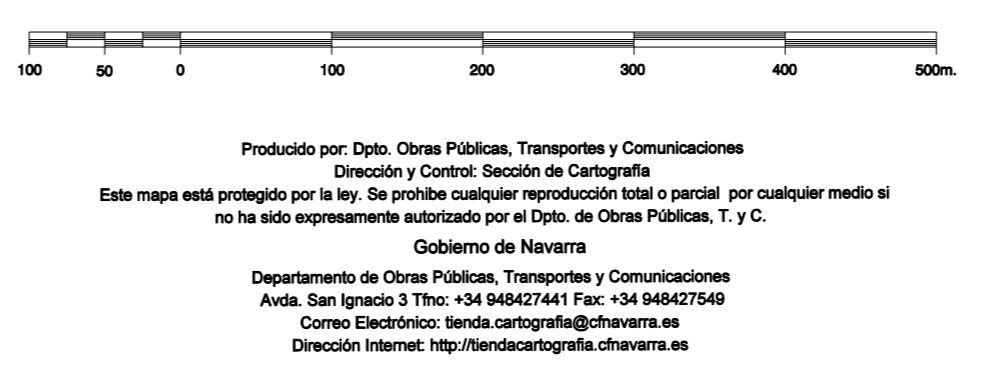 100 50 0 100 200 300 400 500m.
Producido por: Dpto. Obras Públicas, Transportes y Comunicaciones
Dirección y Control: Sección de Cartografía
Este mapa está protegido por la ley. Se prohibe cualquier reproducción total o parcial por cualquier medio si
no ha sido expresamente autorizado por el Dpto. de Obras Públicas, T. y C.
Gobierno de Navarra
Departamento de Obras Públicas, Transportes y Comunicaciones
Avda. San Ignacio 3 Tfno: +34 948427441 Fax: +34 948427549
Correo Electrónico: tienda.cartografia@cfnavarra.es
Dirección Internet: http://tiendacartografia.cfnavarra.es